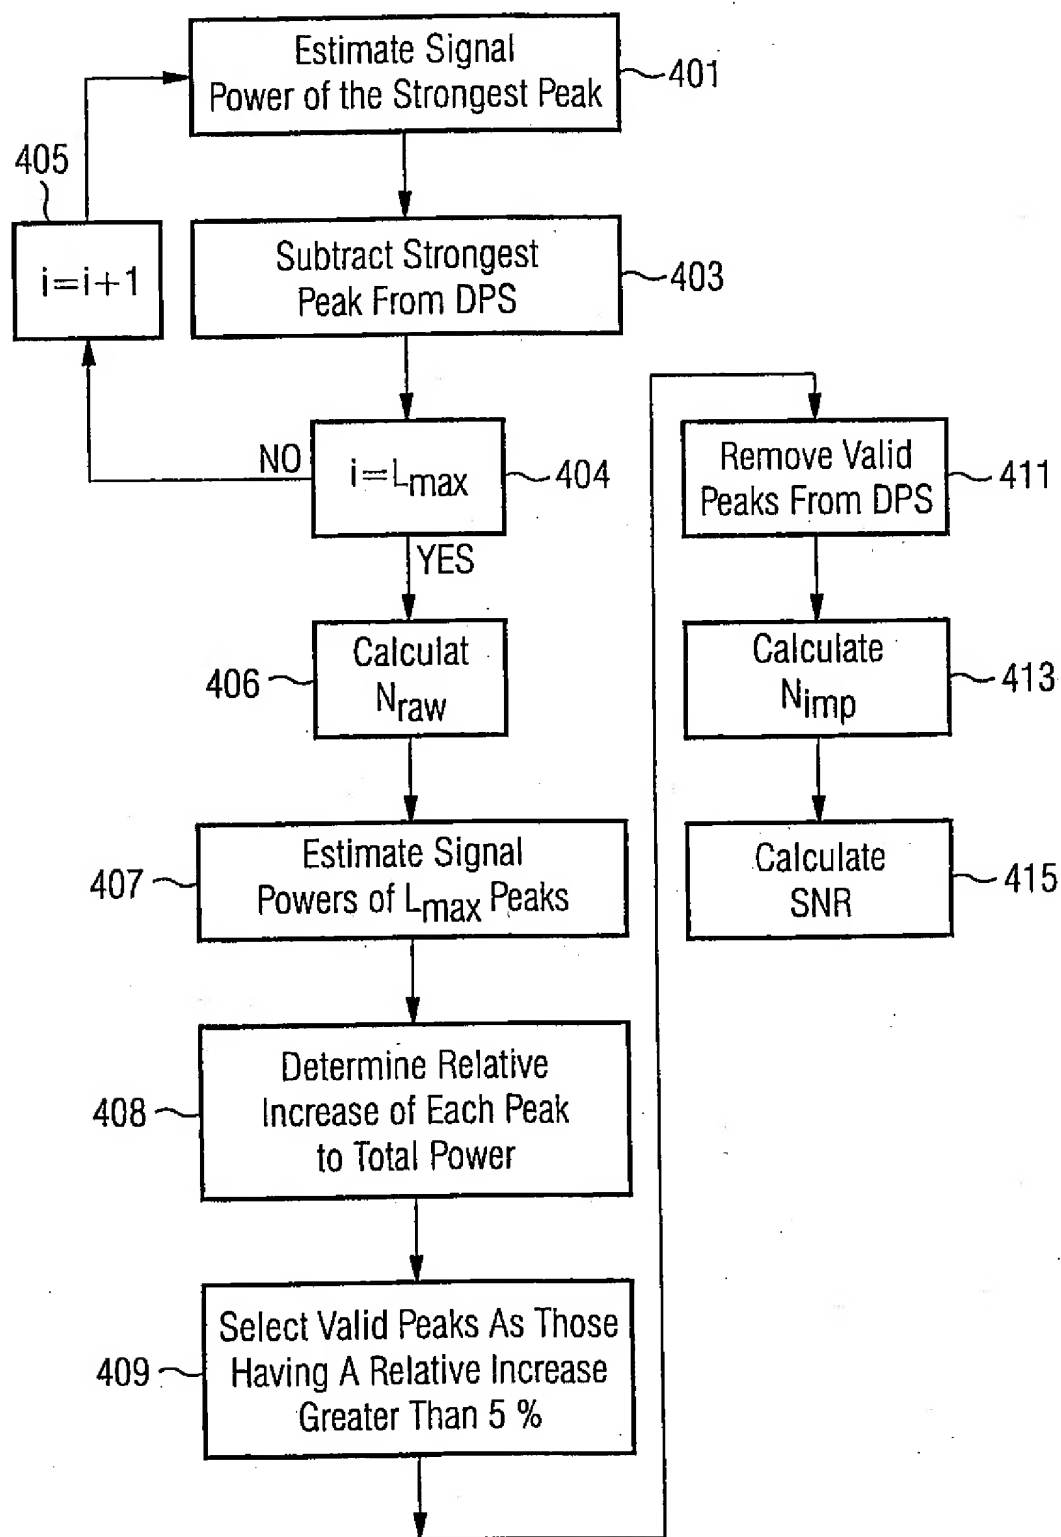 Estimate Signal
Power of the Strongest Peak
401
405
i=i+1
Subtract Strongest
Peak From DPS
403
NO
i=Lmax
404
YES
Calculat
Nraw
406
Estimate Signal
Powers of Lmax Peaks
407
Determine Relative
Increase of Each Peak
to Total Power
408
Select Valid Peaks As Those
Having A Relative Increase
Greater Than 5 %
409
Remove Valid
Peaks From DPS
411
Calculate
Nimp
413
Calculate
SNR
415